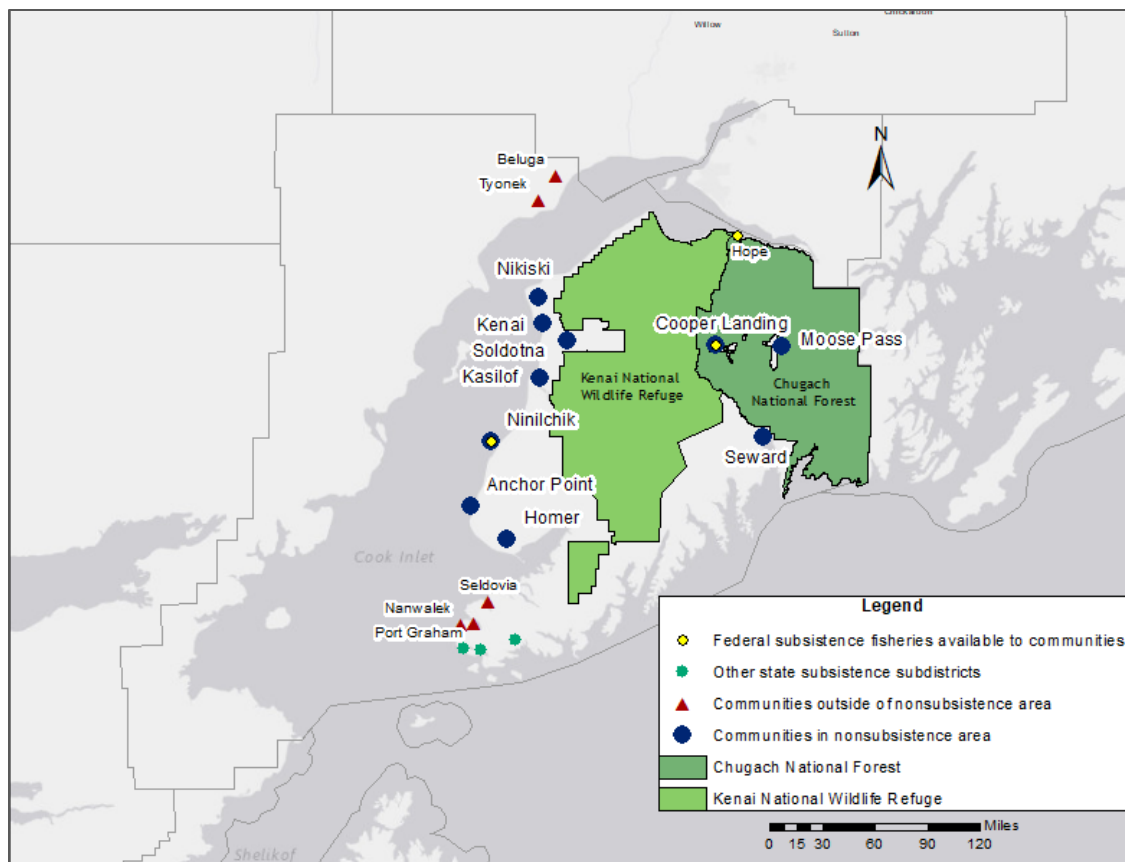 Willow
Sutton
N
Beluga
Tyonek
Hope
Nikiski
Kenai
Cooper Landing
Moose Pass
Soldotna
Kasilof
Kenai National
Wildlife Refuge
Chugach
National Forest
Ninilchik
Seward
Anchor Point
Homer
Cook Inlet
Seldovia
Nanwalek
Port Graham
Legend
Federal subsistence fisheries available to communities
Other state subsistence subdistricts
Communities outside of nonsubsistence area
Communities in nonsubsistence area
Chugach National Forest
Kenai National Wildlife Refuge
Miles
0 15 30 60 90 120
Shelikof